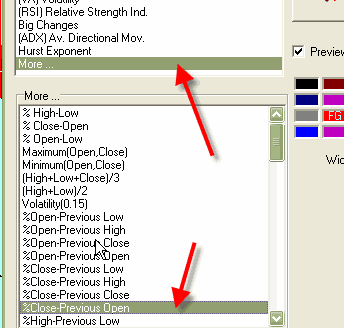 (VX) Volatility
(RSI) Relative Strength Ind.
Big Changes
(ADX) Av. Directional Mov.
Hurst Exponent
More ...
Preview
More ...
% High-Low
% Close-Open
% Open-Low
Maximum(Open,Close)
Minimum(Open,Close)
(High+Low+Close)/3
(High+Low)/2
Volatility(0.15)
%Open-Previous Low
%Open-Previous High
%Open-Previous Close
%Open-Previous Open
%Close-Previous Low
%Close-Previous High
%Close-Previous Close
%Close-Previous Open
%High-Previous Low
FG